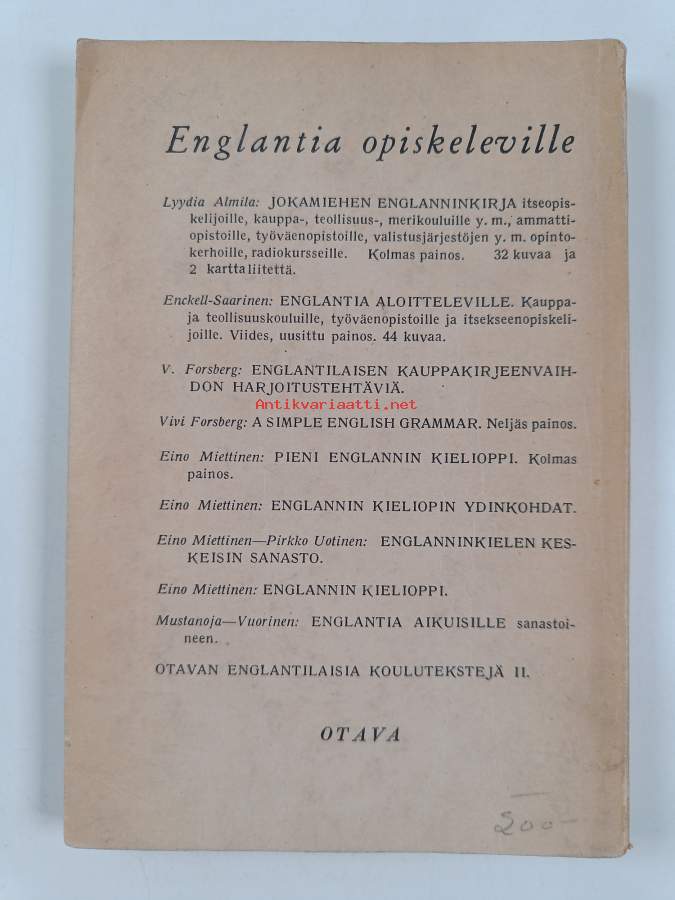 Englantia opiskeleville
Lyydia Almila: JOKAMIEHEN ENGLANNINKIRJA itseopis-
kelijoille, kauppa-, teollisuus-, merikouluille y. m., ammatti-
opistoille, työväenopistoille, valistusjärjestöjen y. m. opinto-
kerhoille, radiokursseille. Kolmas painos. 32 kuvaa ja
2 karttaliitettä.
Enckell-Saarinen: ENGLANTIA ALOITTELEVILLE. Kauppa-
ja teollisuuskouluille, työväenopistoille ja itsekseenopiskeli-
joille. Viides, uusittu painos. 44 kuvaa.
V. Forsberg: ENGLANTILAISEN KAUPPAKIRJEENVAIH-
DON HARJOITUSTEHTÄVIÄ.
Antikvariaatti.net
Vivi Forsberg: A SIMPLE ENGLISH GRAMMAR. Neljäs painos.
Eino Miettinen: PIENI ENGLANNIN KIELIOPPI. Kolmas
painos.
Eino Miettinen: ENGLANNIN KIELIOPIN YDINKOHDAT.
Eino Miettinen—Pirkko Uotinen: ENGLANNINKIELEN KES-
KEISIN SANASTO.
Eino Miettinen: ENGLANNIN KIELIOPPI.
Mustanoja—Vuorinen: ENGLANTIA AIKUISILLE sanastoi-
neen.
OTAVAN ENGLANTILAISIA KOULUTEKSTEJÄ II.
OTAVA
200-